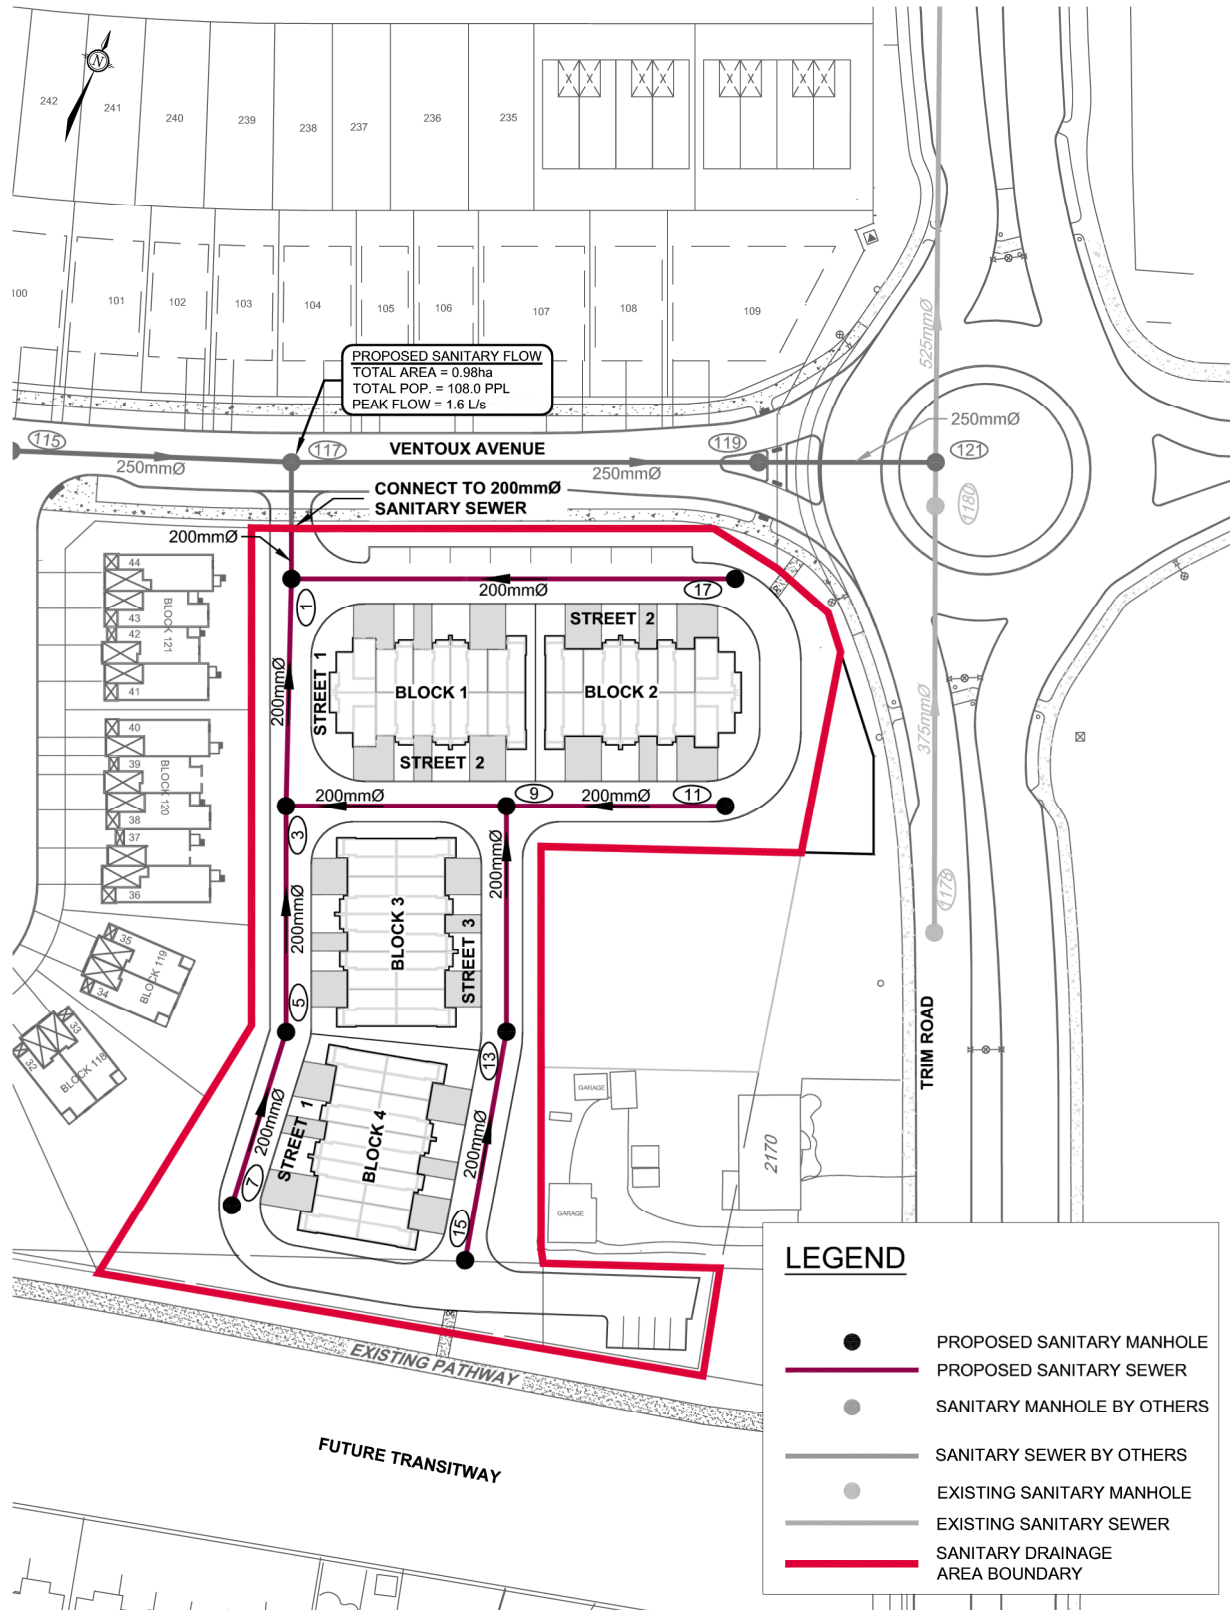 N
242
241
240
239
238
237
236
235
X X
X X
X X
X X
100
101
102
103
104
105
106
107
108
109
PROPOSED SANITARY FLOW
TOTAL AREA = 0.98ha
TOTAL POP. = 108.0 PPL
PEAK FLOW = 1.6 L/s
525mmØ
115
250mmØ
117
VENTOUX AVENUE
250mmØ
119
250mmØ
121
1180
CONNECT TO 200mmØ
SANITARY SEWER
200mmØ
1
200mmØ
17
44
43
42
41
BLOCK 121
200mmØ
STREET 1
STREET 2
BLOCK 1
BLOCK 2
STREET 2
375mmØ
40
39
38
37
36
BLOCK 120
200mmØ
9
200mmØ
11
3
200mmØ
200mmØ
BLOCK 3
STREET 3
1178
35
34
BLOCK 119
33
32
BLOCK 118
5
13
200mmØ
STREET 1
BLOCK 4
200mmØ
7
15
GARAGE
GARAGE
2170
TRIM ROAD
EXISTING PATHWAY
FUTURE TRANSITWAY
LEGEND
PROPOSED SANITARY MANHOLE
PROPOSED SANITARY SEWER
SANITARY MANHOLE BY OTHERS
SANITARY SEWER BY OTHERS
EXISTING SANITARY MANHOLE
EXISTING SANITARY SEWER
SANITARY DRAINAGE
AREA BOUNDARY